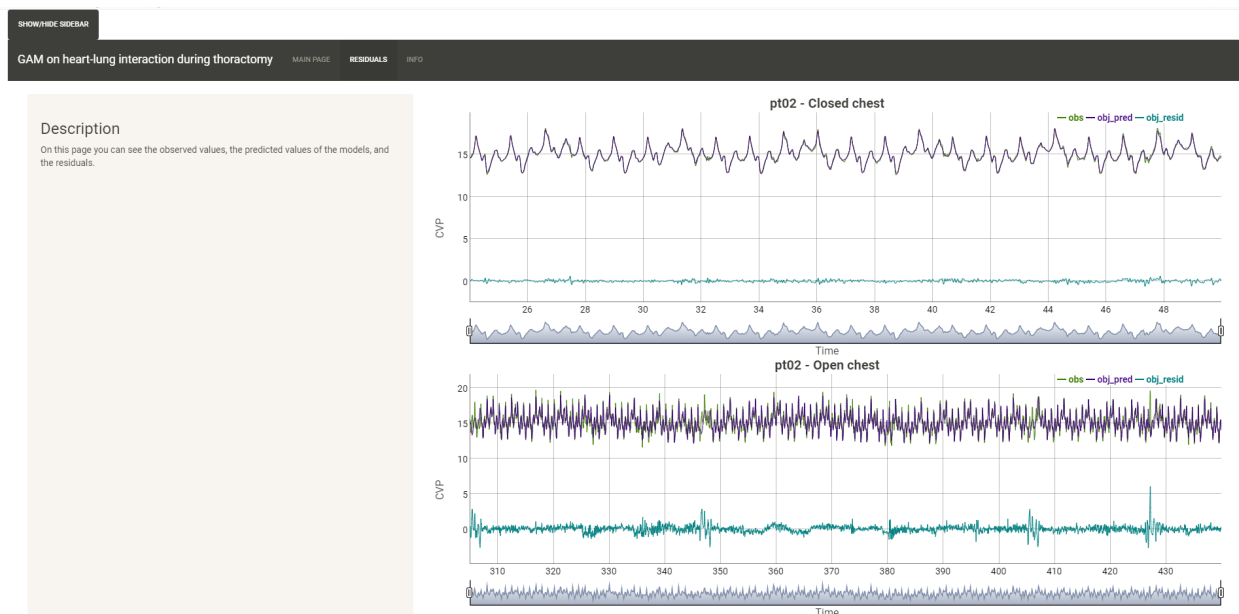 SHOW/HIDE SIDEBAR
GAM on heart-lung interaction during thoractomy MAIN PAGE RESIDUALS INFO
Description
On this page you can see the observed values, the predicted values of the models, and
the residuals.
pt02 - Closed chest
obs obj_pred obj_resid
15
10
5
0
CVP
26 28 30 32 34 36 38 40 42 44 46 48
Time
pt02 - Open chest
obs obj_pred obj_resid
20
15
10
5
0
CVP
310 320 330 340 350 360 370 380 390 400 410 420 430
Time